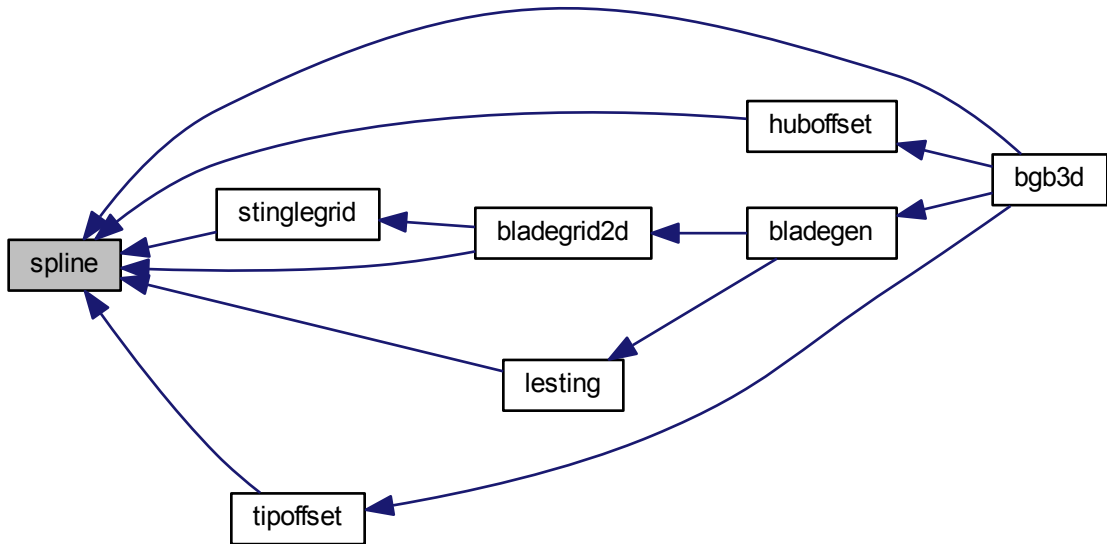 huboffset
bgb3d
stinglegrid
bladegrid2d
bladegen
spline
lesting
tipoffset